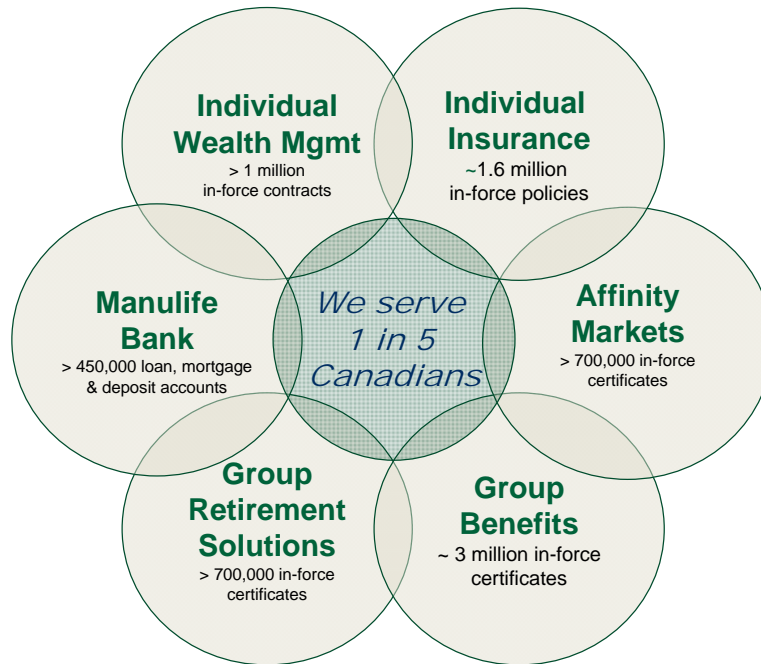 Individual
Wealth Mgmt
> 1 million
in-force contracts
Individual
Insurance
~1.6 million
in-force policies
Manulife
Bank
> 450,000 loan, mortgage
& deposit accounts
We serve
1 in 5
Canadians
Affinity
Markets
> 700,000 in-force
certificates
Group
Retirement
Solutions
> 700,000 in-force
certificates
Group
Benefits
~ 3 million in-force
certificates